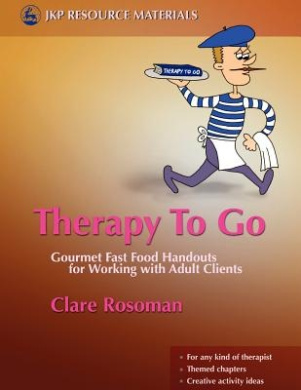 JKP RESOURCE MATERIALS
THERAPY TO GO
Therapy To Go
Gourmet Fast Food Handouts
for Working with Adult Clients
Clare Rosoman
• For any kind of therapist
• Themed chapters
• Creative activity ideas